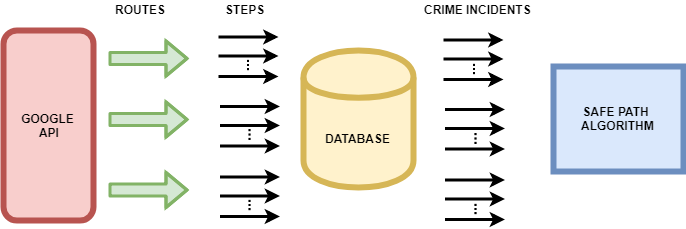 ROUTES
STEPS
CRIME INCIDENTS
GOOGLE
API
DATABASE
SAFE PATH
ALGORITHM